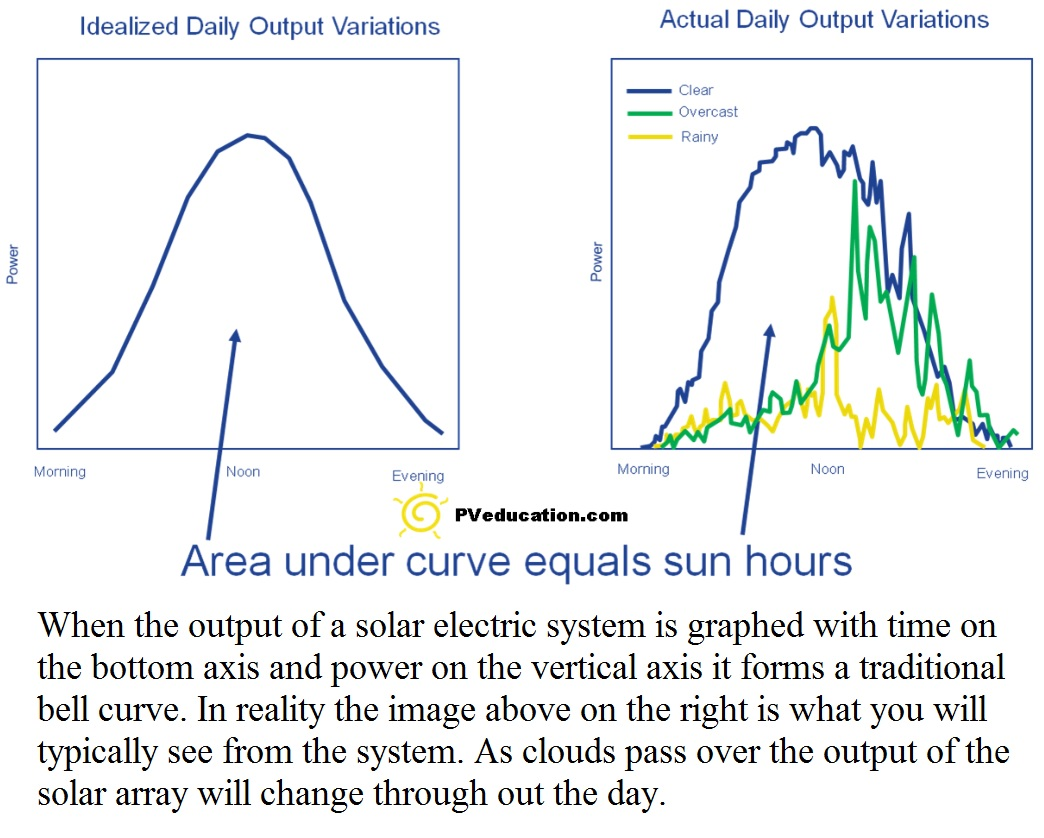 Idealized Daily Output Variations
Actual Daily Output Variations
Power
Morning
Noon
Evening
Clear
Overcast
Rainy
Power
Morning
Noon
Evening
PVeducation.com
Area under curve equals sun hours
When the output of a solar electric system is graphed with time on
the bottom axis and power on the vertical axis it forms a traditional
bell curve. In reality the image above on the right is what you will
typically see from the system. As clouds pass over the output of the
solar array will change through out the day.